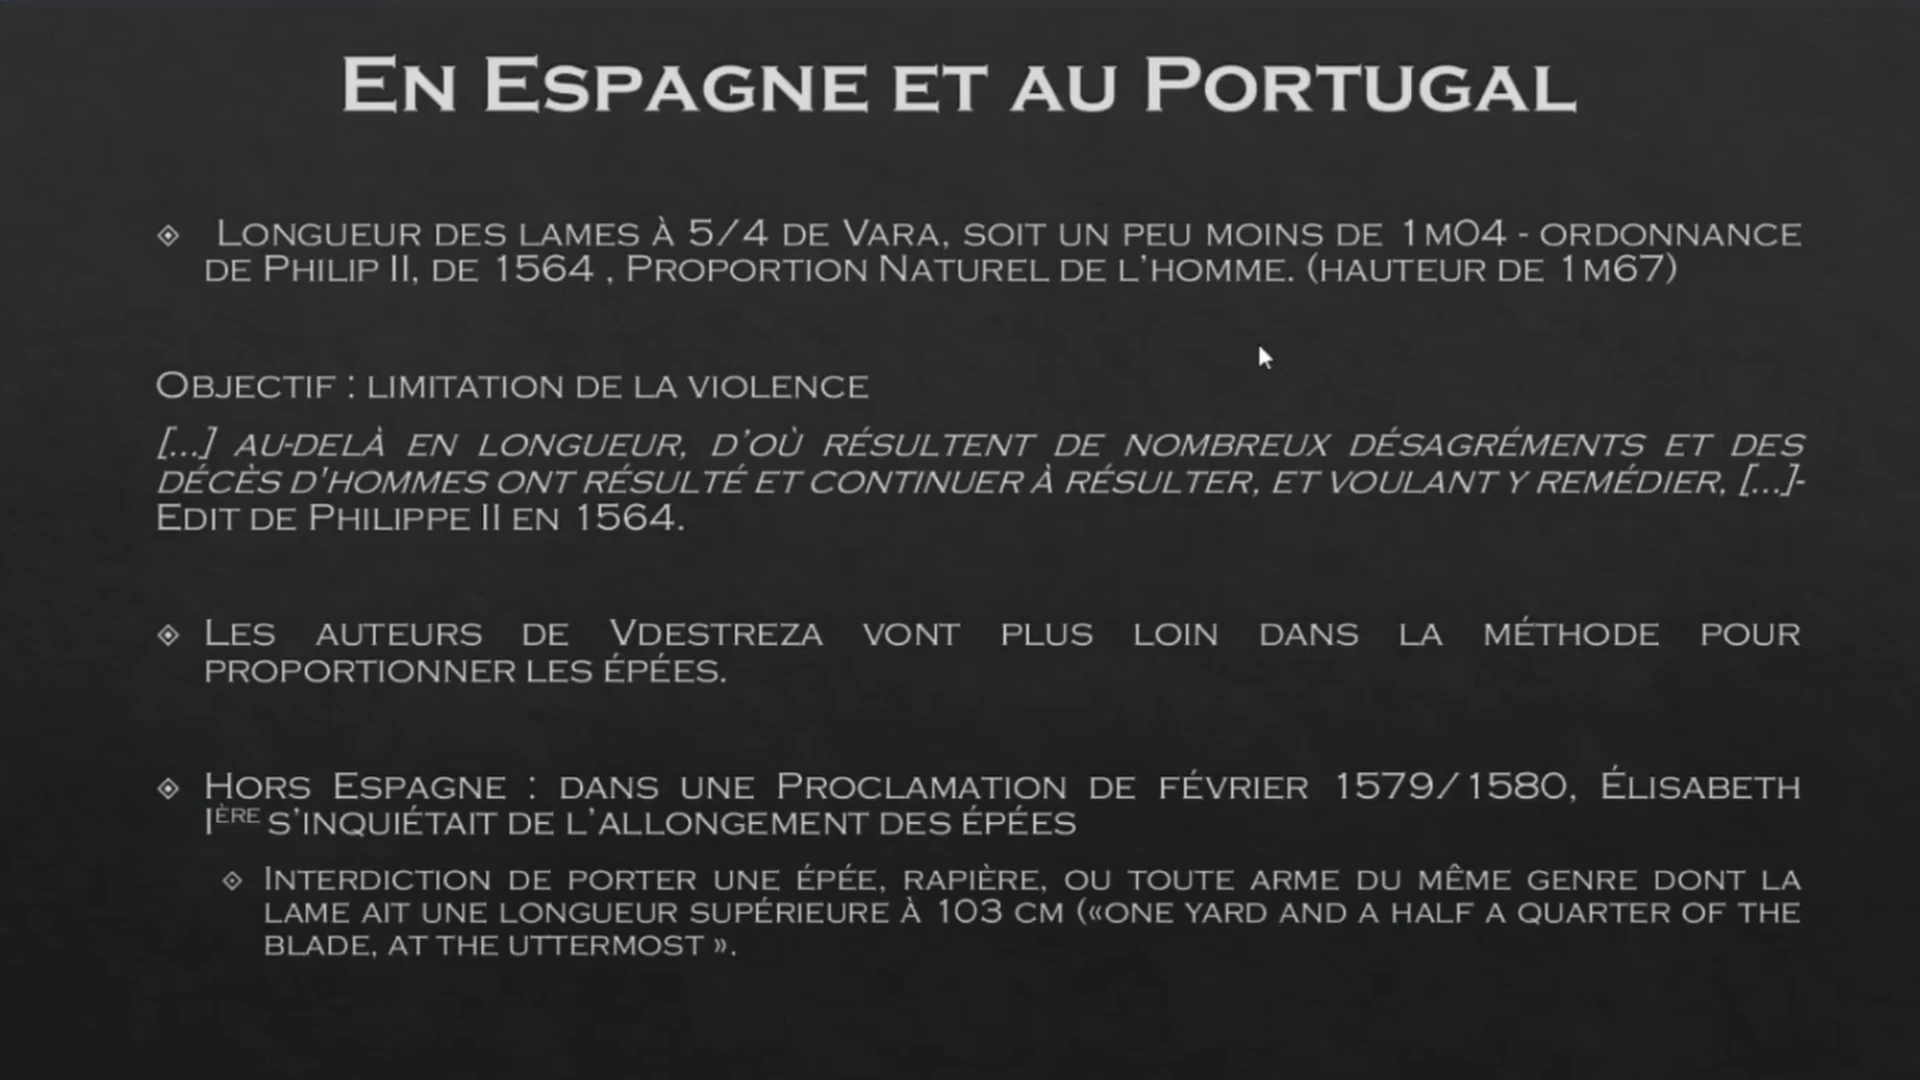 En Espagne et au Portugal
Longueur des lames à 5/4 de Vara, soit un peu moins de 1m04 - ordonnance
de Philip II, de 1564 , Proportion Naturel de l'homme. (hauteur de 1m67)
Objectif : limitation de la violence
[...] au-delà en longueur, d'où résultent de nombreux désagréments et des
décès d'hommes ont résulté et continuer à résulter, et voulant y remédier, [...]-
Edit de Philippe II en 1564.
Les auteurs de Vdestreza vont plus loin dans la méthode pour
proportionner les épées.
Hors Espagne : dans une Proclamation de février 1579/1580, Élisabeth
Ière s'inquiétait de l'allongement des épées
Interdiction de porter une épée, rapière, ou toute arme du même genre dont la
lame ait une longueur supérieure à 103 cm («one yard and a half a quarter of the
blade, at the uttermost ».